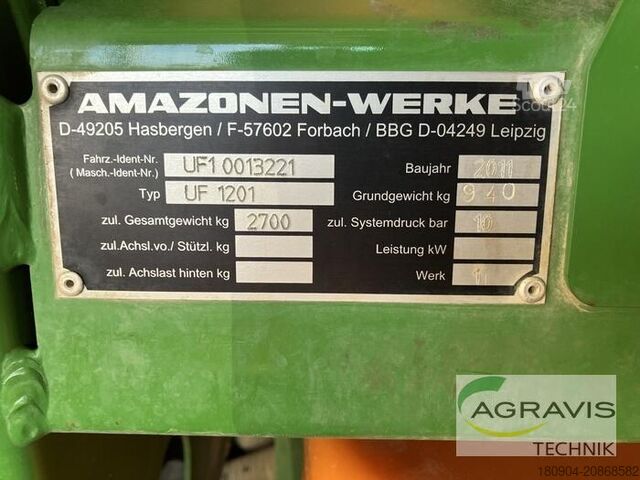 AMAZONEN-WERKE
D-49205 Hasbergen / F-57602 Forbach / BBG D-04249 Leipzig
Fahrz.-Ident-Nr. UF1 0013221 Baujahr 2011
( Masch.-Ident-Nr.)
Typ UF 1201 Grundgewicht kg 940
zul. Gesamtgewicht kg 2700 zul. Systemdruck bar 10
zul.Achsl.vo./ Stützl. kg Leistung kW
zul. Achslast hinten kg Werk
AGRAVIS
TECHNIK
180904-20868582